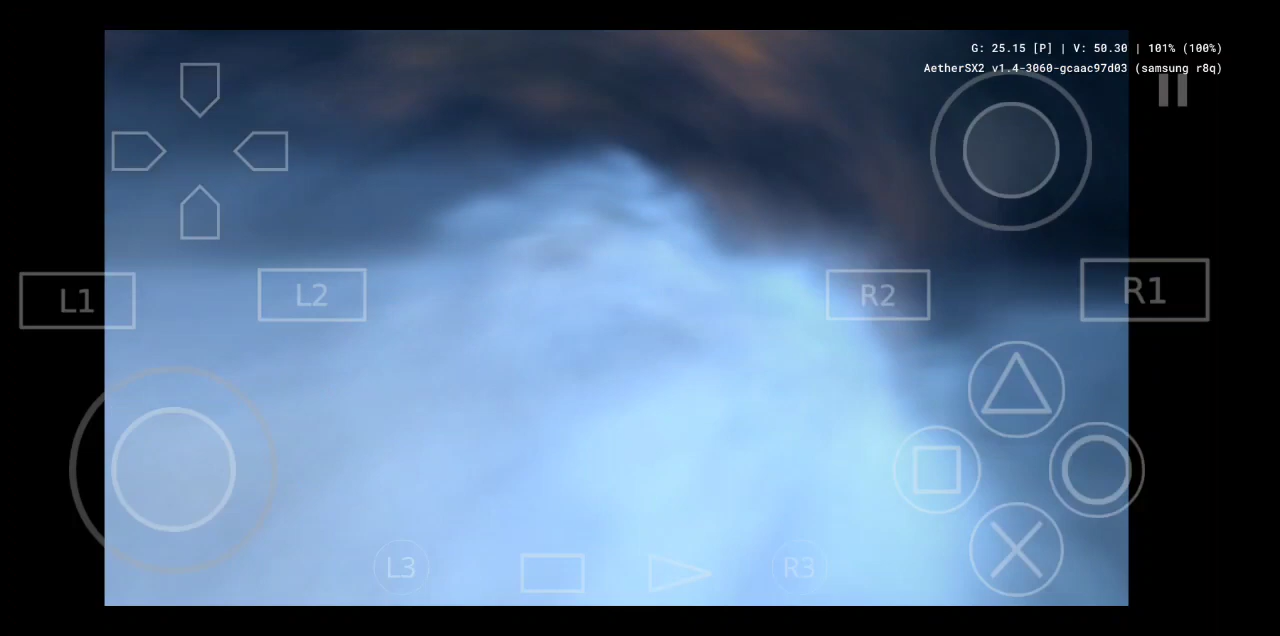 G: 25.15 [P] | V: 50.30 | 101% (100%)
AetherSX2 v1.4-3060-gcaac97d03 (samsung r8q)
L1
L2
R2
R1
L3
R3